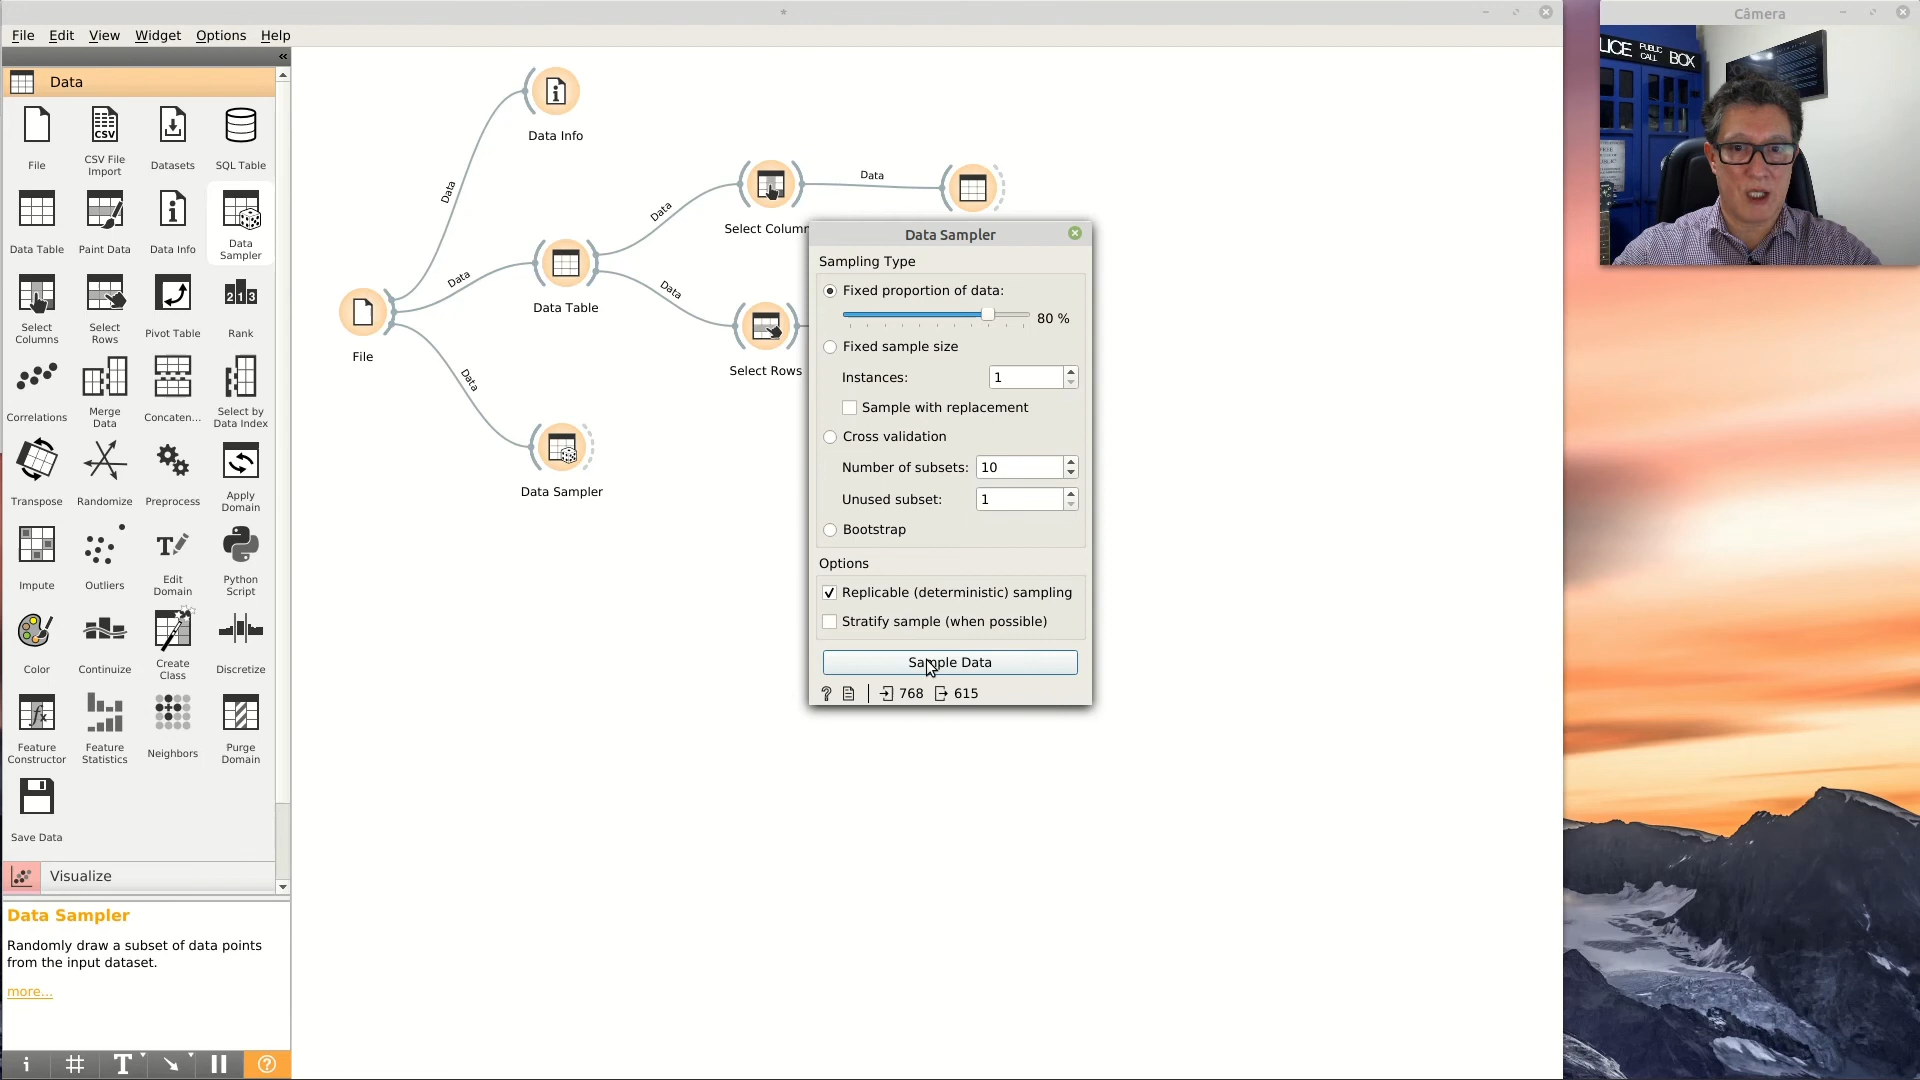 *
File Edit View Widget Options Help
«
Data
File
CSV File
Import
Datasets
SQL Table
Data Table
Paint Data
Data Info
Data
Sampler
Select
Columns
Select
Rows
Pivot Table
Rank
Correlations
Merge
Data
Concaten...
Select by
Data Index
Transpose
Randomize
Preprocess
Apply
Domain
Impute
Outliers
Edit
Domain
Python
Script
Color
Continuize
Create
Class
Discretize
Feature
Constructor
Feature
Statistics
Neighbors
Purge
Domain
Save Data
Visualize
Data Sampler
Randomly draw a subset of data points
from the input dataset.
more...
Data Info
Data
Data
Data
File
Data Table
Data
Data
Data Sampler
Select Column
Data
Select Rows
Data Sampler
Sampling Type
Fixed proportion of data:
80 %
Fixed sample size
Instances: 1
Sample with replacement
Cross validation
Number of subsets: 10
Unused subset: 1
Bootstrap
Options
Replicable (deterministic) sampling
Stratify sample (when possible)
Sample Data
? 768 615
Câmera
LICE PUBLIC CALL BOX